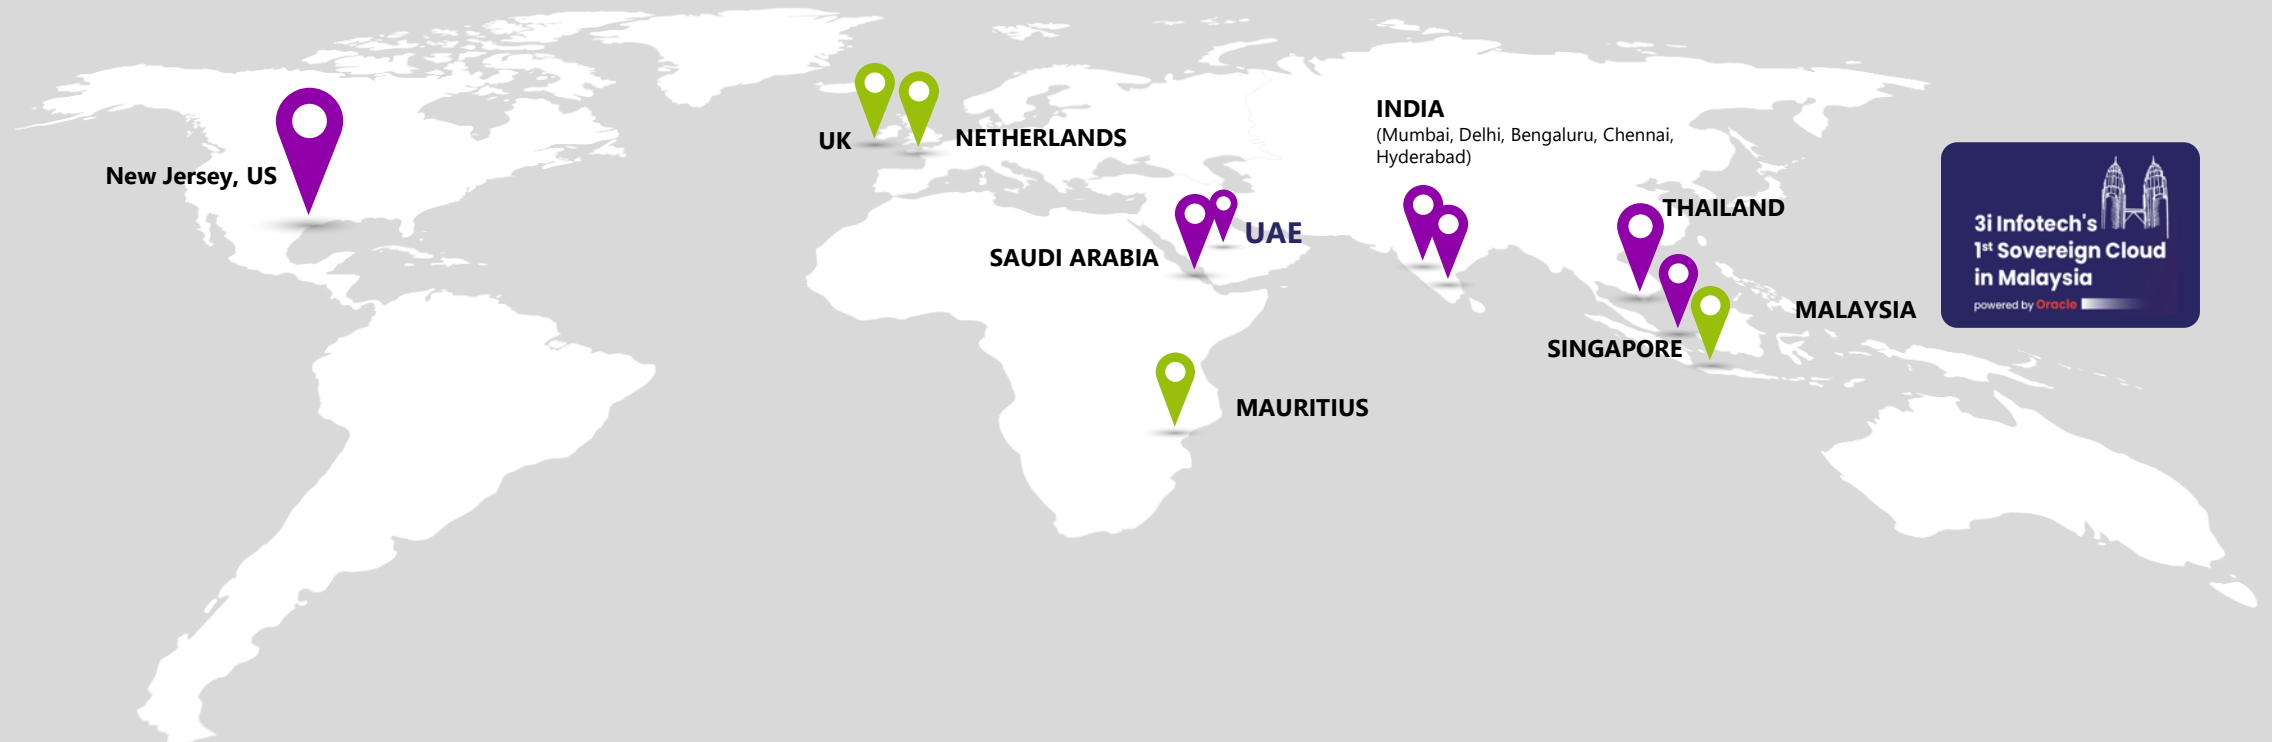 INDIA
(Mumbai, Delhi, Bengaluru, Chennai,
Hyderabad)
UK
NETHERLANDS
New Jersey, US
THAILAND
UAE
SAUDI ARABIA
3i Infotech's
1st Sovereign Cloud
in Malaysia
powered by Oracle
MALAYSIA
SINGAPORE
MAURITIUS